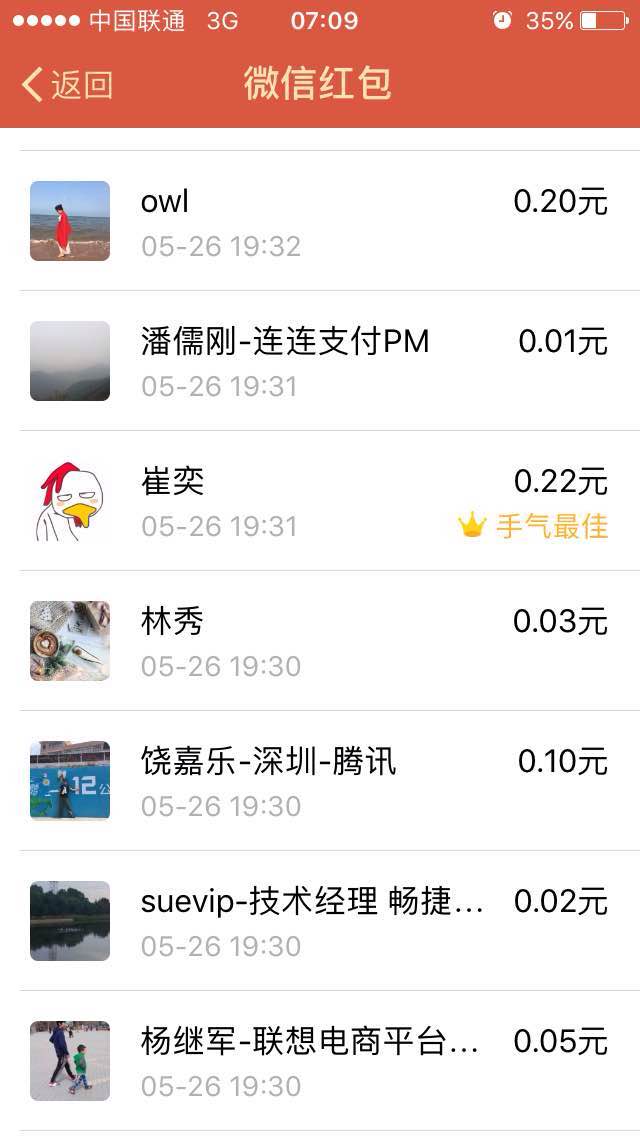 中国联通 3G 07:09 35%
返回 微信红包
owl 0.20元
05-26 19:32
潘儒刚-连连支付PM 0.01元
05-26 19:31
崔奕 0.22元
05-26 19:31 手气最佳
林秀 0.03元
05-26 19:30
饶嘉乐-深圳-腾讯 0.10元
05-26 19:30
suevip-技术经理 畅捷... 0.02元
05-26 19:30
杨继军-联想电商平台... 0.05元
05-26 19:30
12公